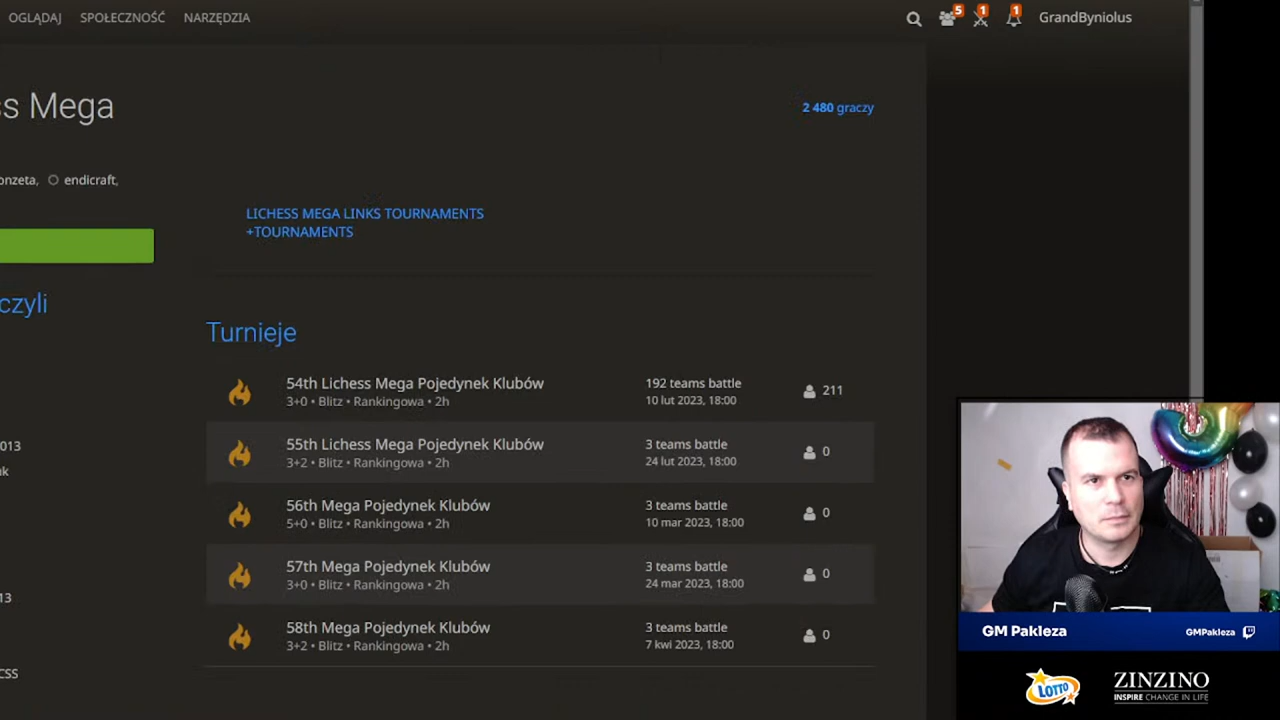 OGLĄDAJ SPOŁECZNOŚĆ NARZĘDZIA
5 1 1 GrandByniolus
ss Mega
2 480 graczy
onzeta, endicraft,
LICHESS MEGA LINKS TOURNAMENTS
+TOURNAMENTS
czyli
Turnieje
54th Lichess Mega Pojedynek Klubów 192 teams battle 211
3+0 • Blitz • Rankingowa • 2h 10 lut 2023, 18:00
55th Lichess Mega Pojedynek Klubów 3 teams battle 0
3+2 • Blitz • Rankingowa • 2h 24 lut 2023, 18:00
013
56th Mega Pojedynek Klubów 3 teams battle 0
5+0 • Blitz • Rankingowa • 2h 10 mar 2023, 18:00
57th Mega Pojedynek Klubów 3 teams battle 0
3+0 • Blitz • Rankingowa • 2h 24 mar 2023, 18:00
13
58th Mega Pojedynek Klubów 3 teams battle 0
3+2 • Blitz • Rankingowa • 2h 7 kwi 2023, 18:00
CSS
GM Pakleza GMPakleza
LOTTO
ZINZINO
INSPIRE CHANGE IN LIFE